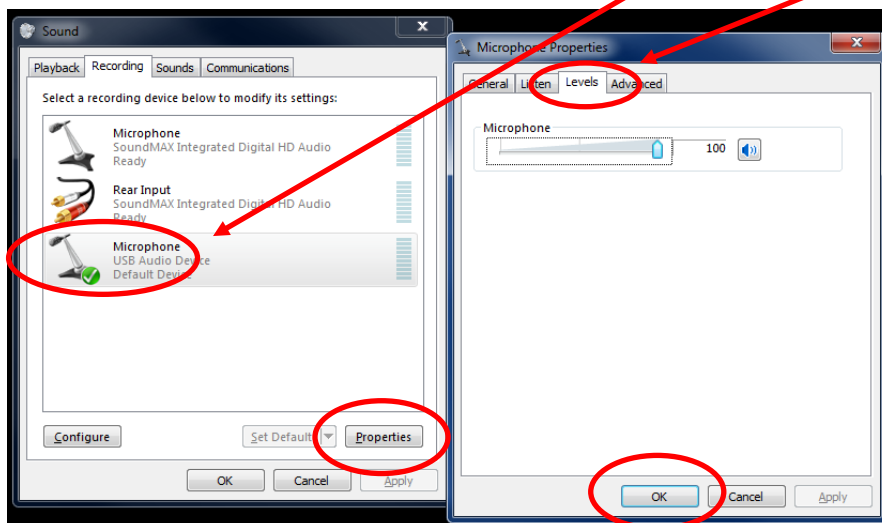 Sound
Playback Recording Sounds Communications
Select a recording device below to modify its settings:
Microphone
SoundMAX Integrated Digital HD Audio
Ready
Rear Input
SoundMAX Integrated Digital HD Audio
Ready
Microphone
USB Audio Device
Default Device
Configure Set Default Properties
OK Cancel Apply
Microphone Properties
General Listen Levels Advanced
Microphone
100
OK Cancel Apply